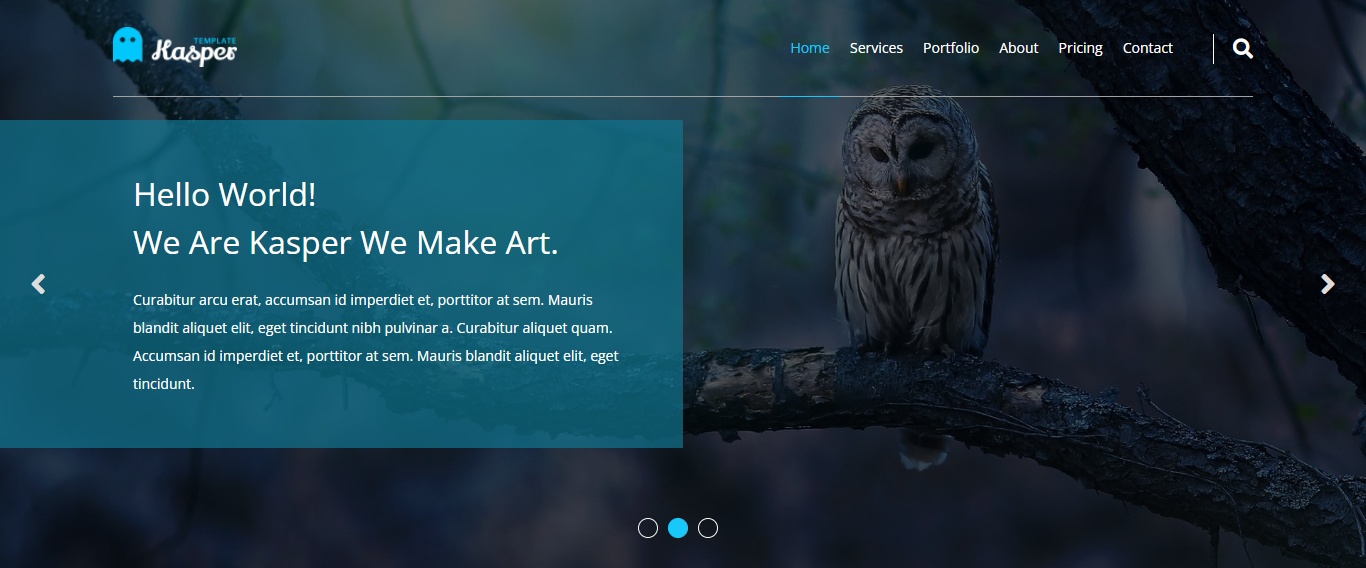 TEMPLATE
Kasper
Home Services Portfolio About Pricing Contact
Hello World!
We Are Kasper We Make Art.
Curabitur arcu erat, accumsan id imperdiet et, porttitor at sem. Mauris
blandit aliquet elit, eget tincidunt nibh pulvinar a. Curabitur aliquet quam.
Accumsan id imperdiet et, porttitor at sem. Mauris blandit aliquet elit, eget
tincidunt.